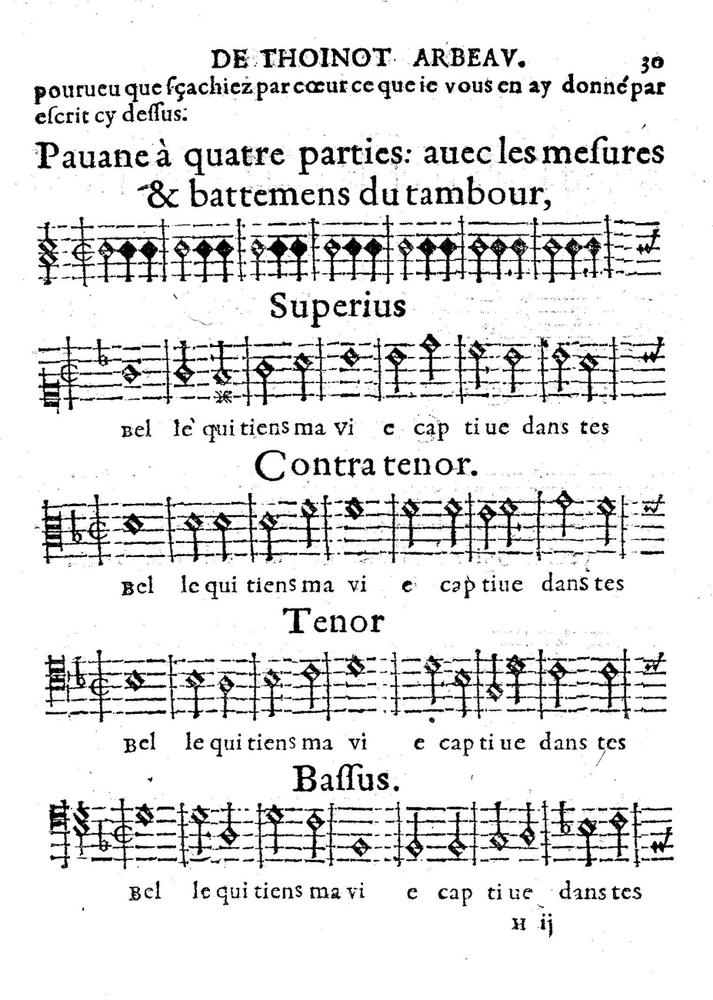 DE THOINOT ARBEAV. 30
pourueu que ſçachiez par cœur ce que ie vous en ay donné par
eſcrit cy deſſus.
Pauane à quatre parties: auec les meſures
& battemens du tambour,
Superius
Bel le qui tiens ma vi e cap ti ue dans tes
Contra tenor.
Bel le qui tiens ma vi e cap tiue dans tes
Tenor
Bel le qui tiens ma vi e cap ti ue dans tes
Baſſus.
Bel le qui tiens ma vi e cap ti ue dans tes
H ij